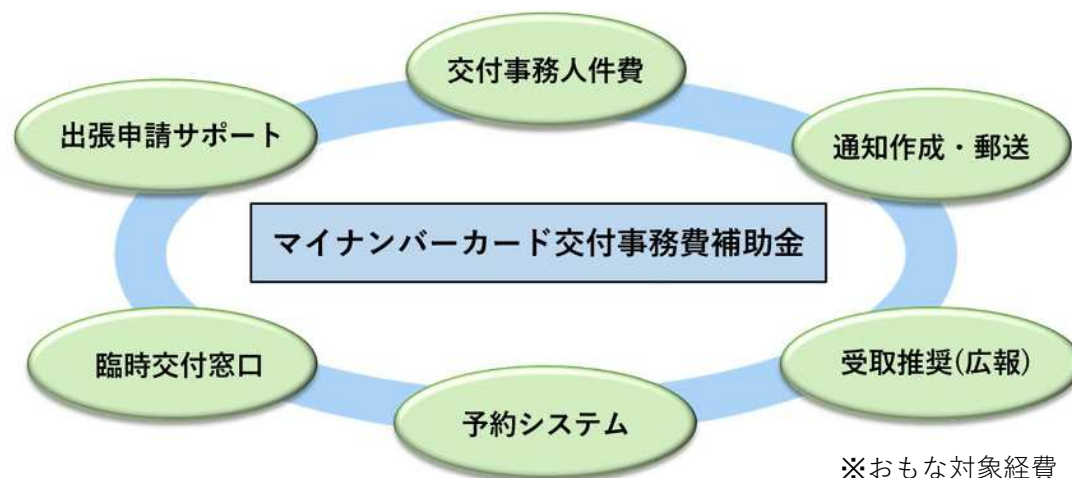 交付事務人件費
出張申請サポート
通知作成・郵送
マイナンバーカード交付事務費補助金
臨時交付窓口
受取推奨(広報)
予約システム
※おもな対象経費